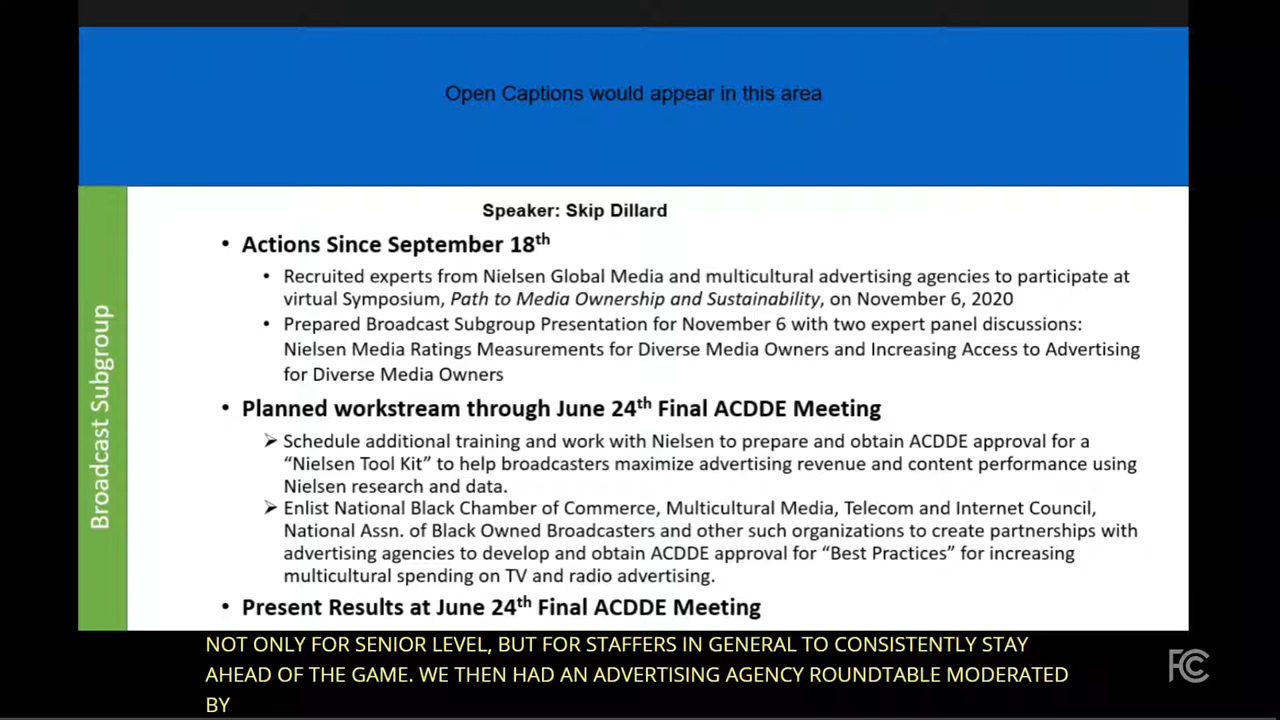 Open Captions would appear in this area
Speaker: Skip Dillard
Broadcast Subgroup
• Actions Since September 18th
• Recruited experts from Nielsen Global Media and multicultural advertising agencies to participate at
virtual Symposium, Path to Media Ownership and Sustainability, on November 6, 2020
• Prepared Broadcast Subgroup Presentation for November 6 with two expert panel discussions:
Nielsen Media Ratings Measurements for Diverse Media Owners and Increasing Access to Advertising
for Diverse Media Owners
• Planned workstream through June 24th Final ACDDE Meeting
➢ Schedule additional training and work with Nielsen to prepare and obtain ACDDE approval for a
“Nielsen Tool Kit” to help broadcasters maximize advertising revenue and content performance using
Nielsen research and data.
➢ Enlist National Black Chamber of Commerce, Multicultural Media, Telecom and Internet Council,
National Assn. of Black Owned Broadcasters and other such organizations to create partnerships with
advertising agencies to develop and obtain ACDDE approval for “Best Practices” for increasing
multicultural spending on TV and radio advertising.
• Present Results at June 24th Final ACDDE Meeting
NOT ONLY FOR SENIOR LEVEL, BUT FOR STAFFERS IN GENERAL TO CONSISTENTLY STAY
AHEAD OF THE GAME. WE THEN HAD AN ADVERTISING AGENCY ROUNDTABLE MODERATED
BY
FCC